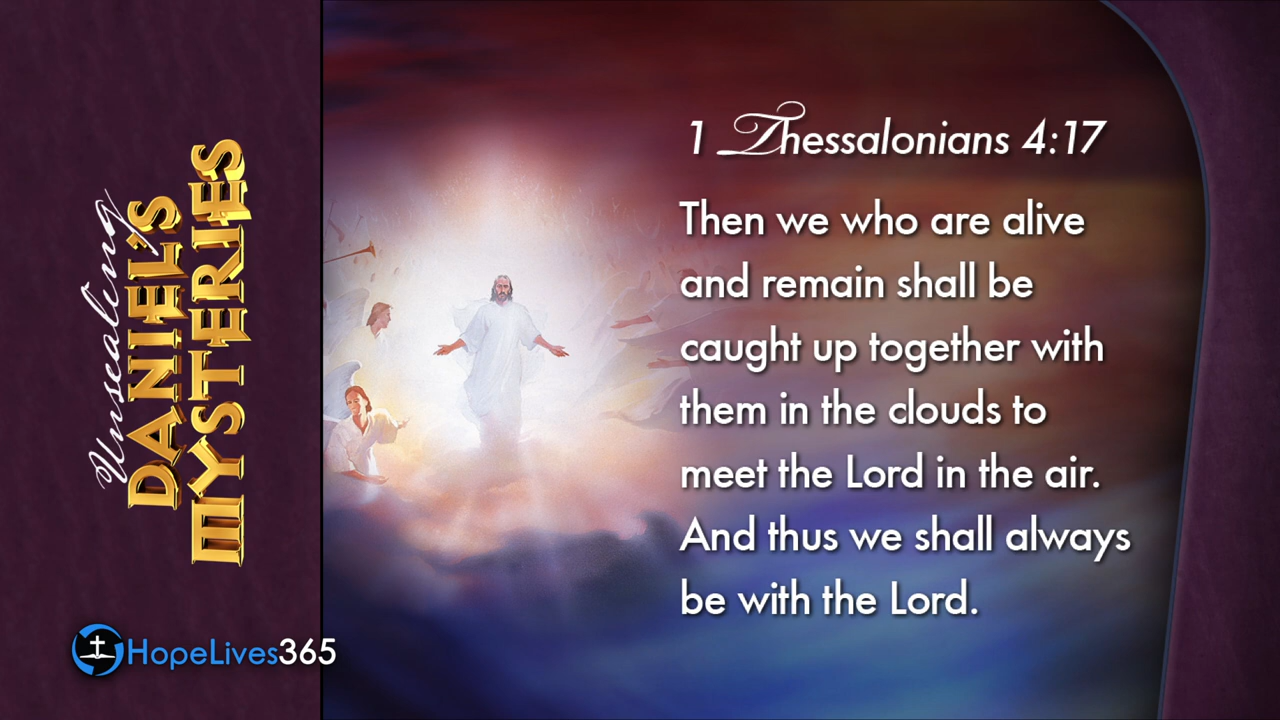 Unsealing
DANIEL'S
MYSTERIES
HopeLives365
1 Thessalonians 4:17
Then we who are alive
and remain shall be
caught up together with
them in the clouds to
meet the Lord in the air.
And thus we shall always
be with the Lord.